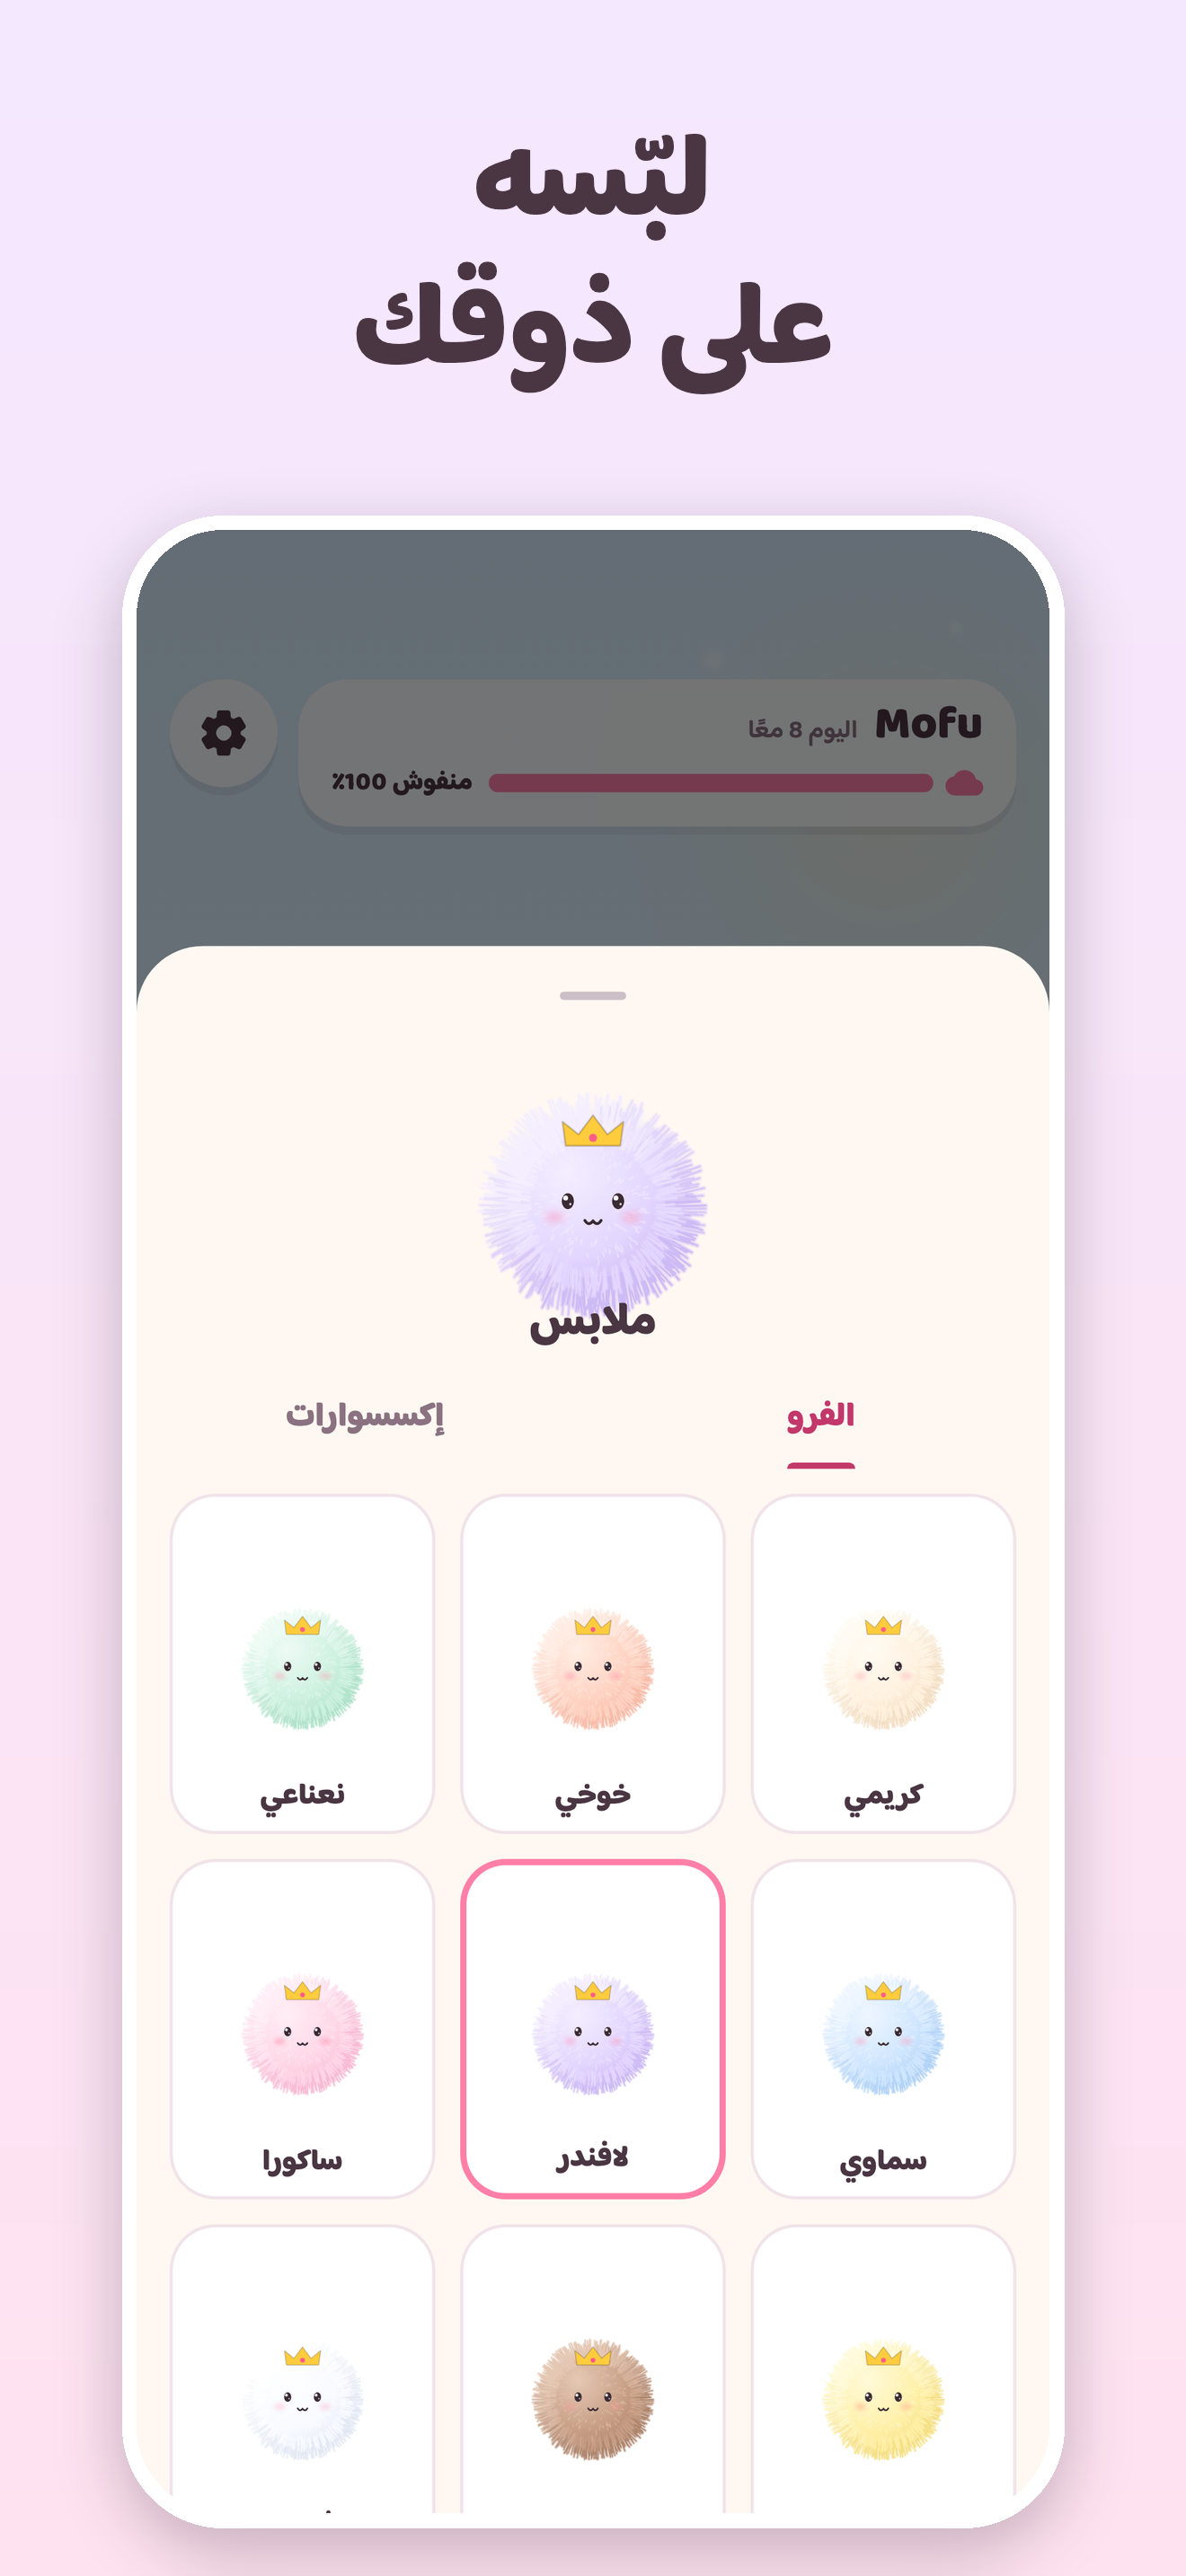 لبّسه
على ذوقك
Mofu اليوم 8 معًا
منفوش 100٪
ملابس
الفرو إكسسوارات
كريمي خوخي نعناعي
سماوي لافندر ساكورا